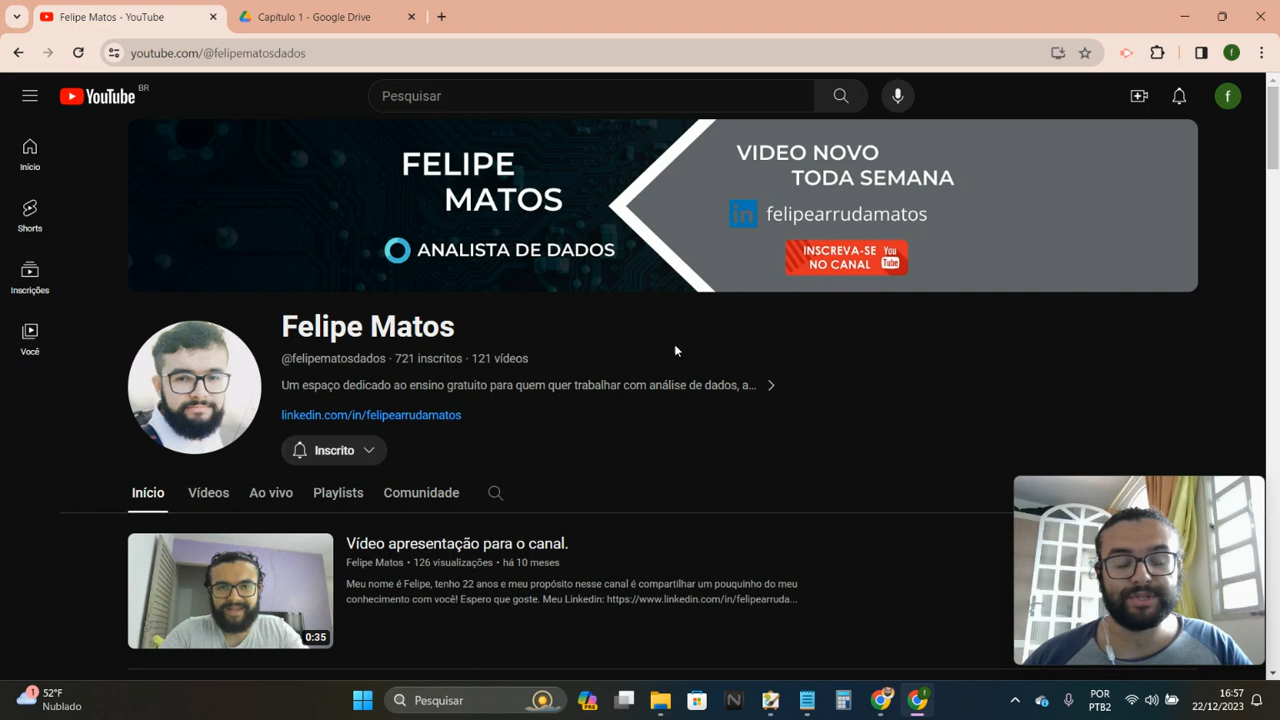 Felipe Matos - YouTube
Capítulo 1 - Google Drive
youtube.com/@felipematosdados
YouTube BR
Pesquisar
f
Início
Shorts
Inscrições
Você
FELIPE
MATOS
ANALISTA DE DADOS
VIDEO NOVO
TODA SEMANA
in felipearrudamatos
INSCREVA-SE
NO CANAL
You
Tube
Felipe Matos
@felipematosdados · 721 inscritos · 121 vídeos
Um espaço dedicado ao ensino gratuito para quem quer trabalhar com análise de dados, a...
linkedin.com/in/felipearrudamatos
Inscrito
Início Vídeos Ao vivo Playlists Comunidade
Vídeo apresentação para o canal.
Felipe Matos • 126 visualizações • há 10 meses
Meu nome é Felipe, tenho 22 anos e meu propósito nesse canal é compartilhar um pouquinho do meu
conhecimento com você! Espero que goste. Meu Linkedin: https://www.linkedin.com/in/felipearruda...
0:35
1
52°F
Nublado
Pesquisar
PRE
N
POR
PTB2
16:57
22/12/2023